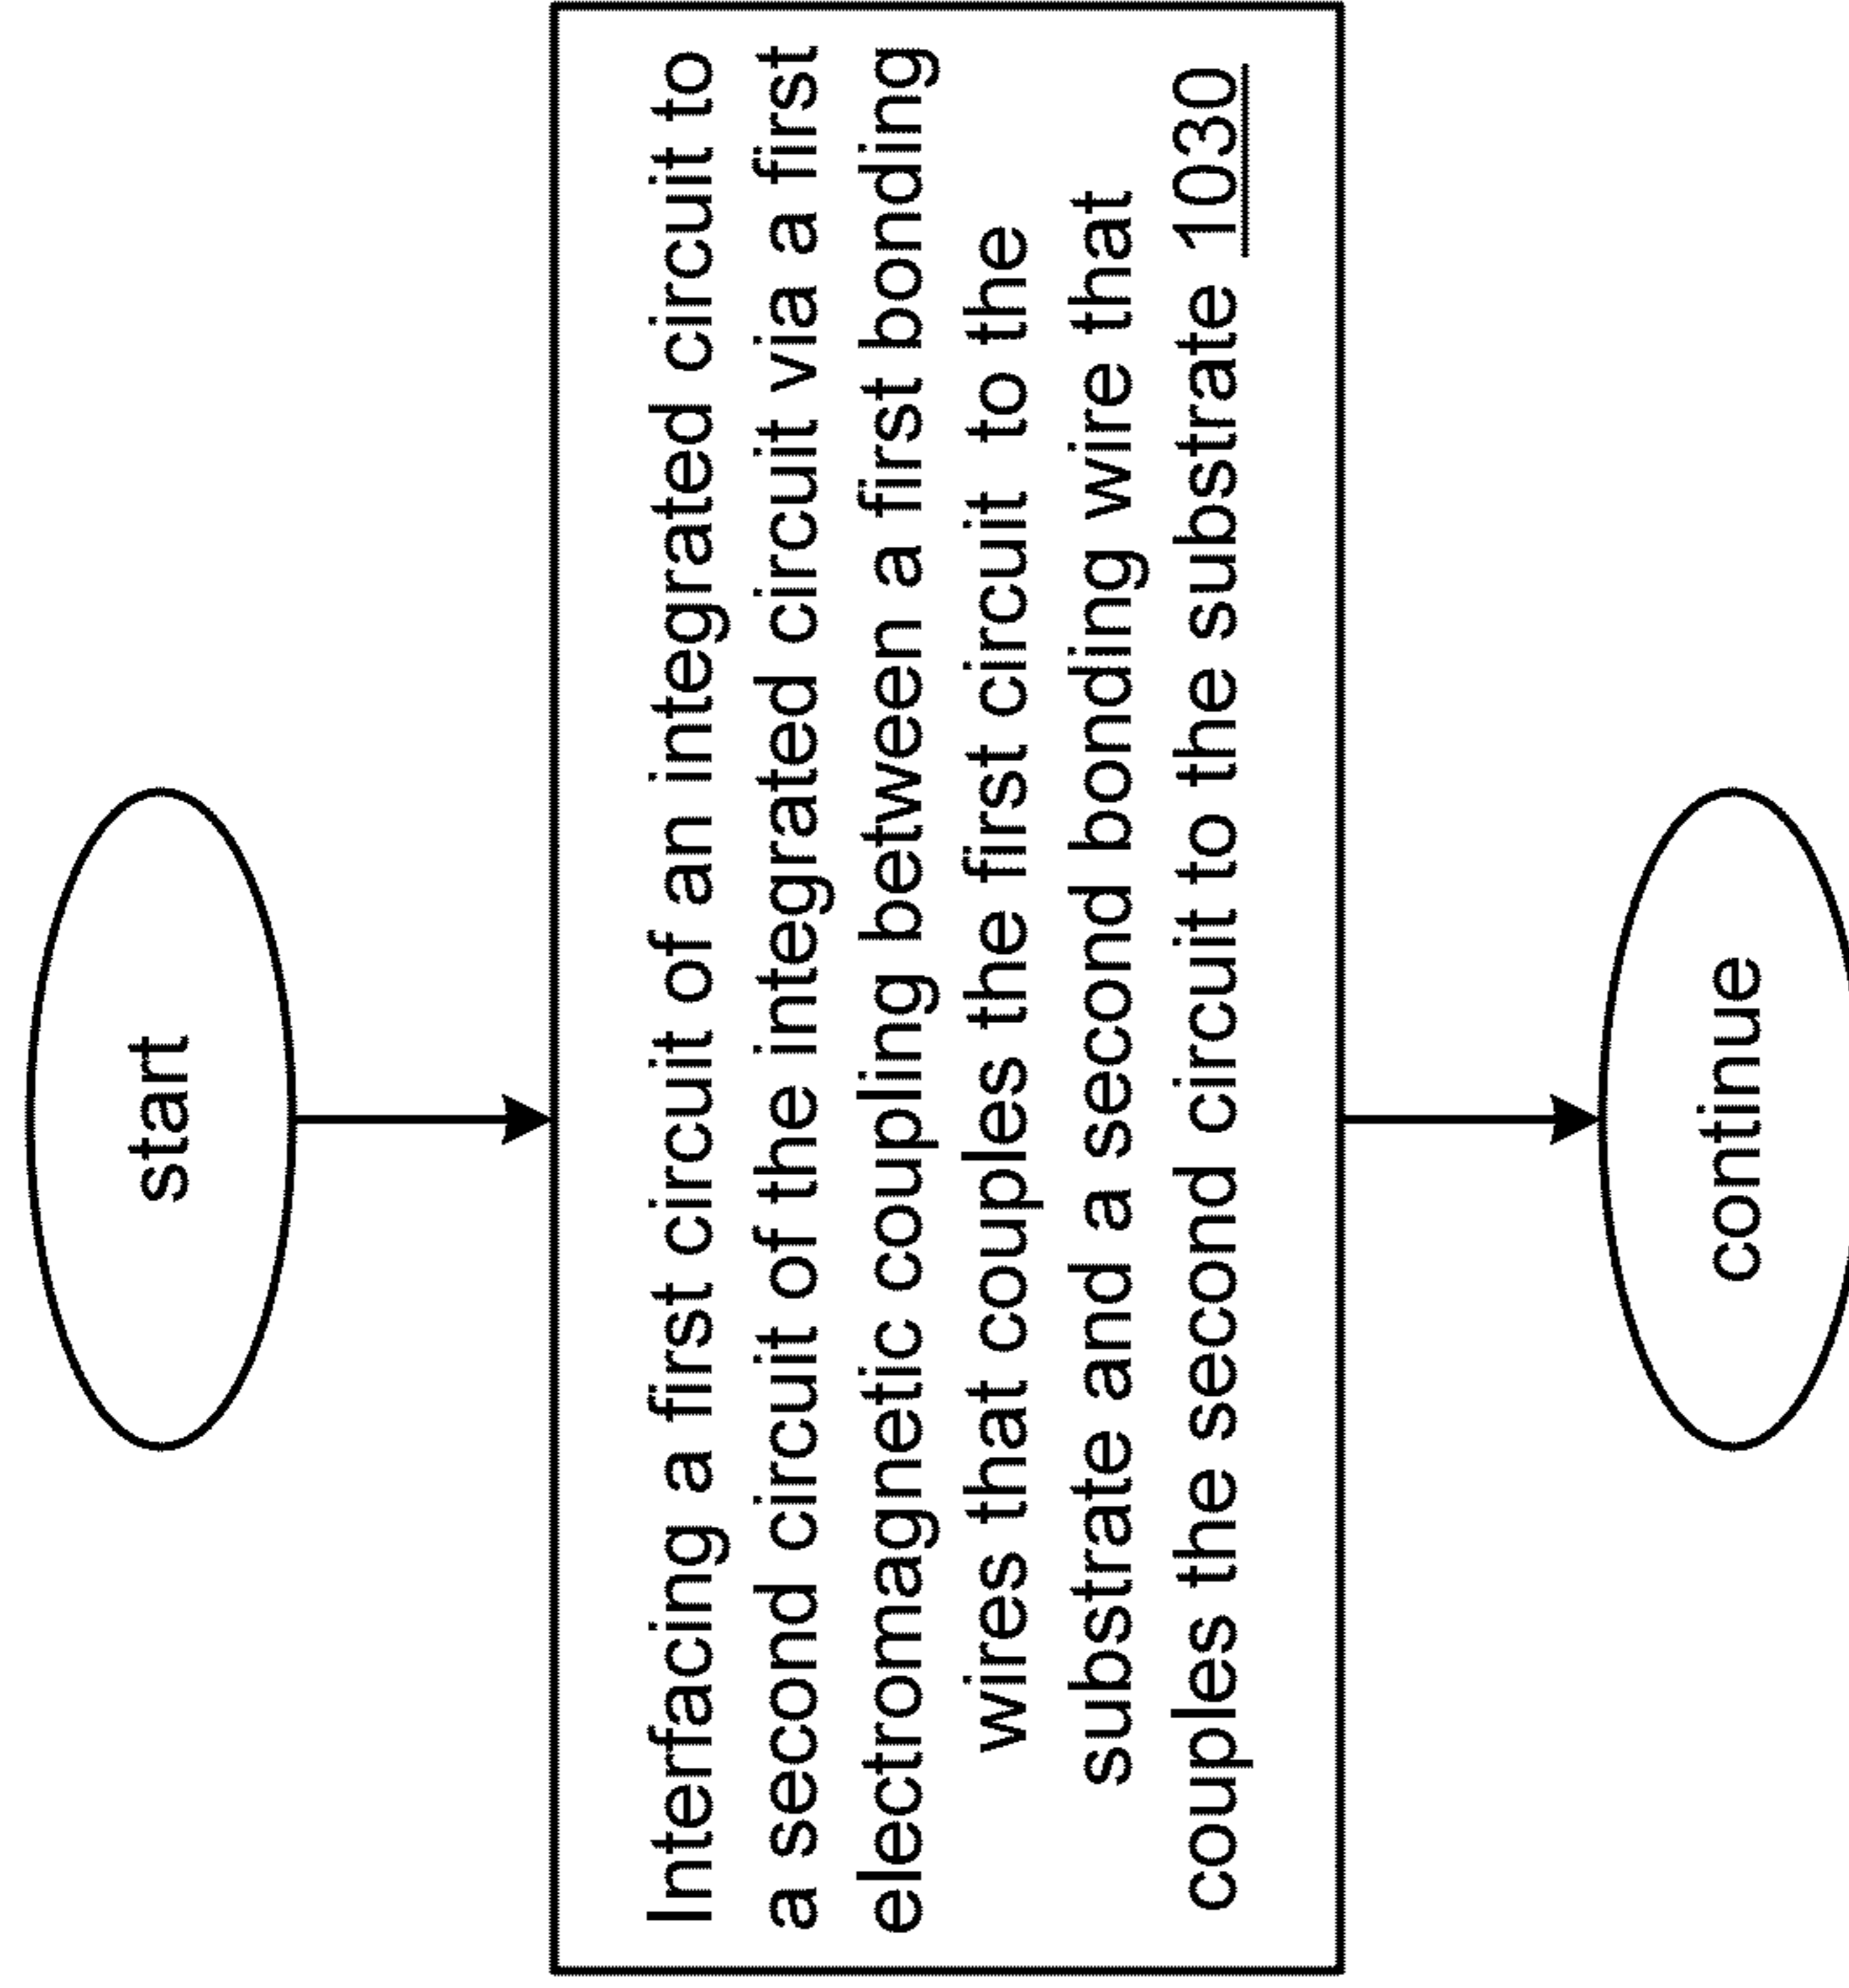 start
Interfacing a first circuit of an integrated circuit to
a second circuit of the integrated circuit via a first
electromagnetic coupling between a first bonding
wires that couples the first circuit to the
substrate and a second bonding wire that
couples the second circuit to the substrate 1030
continue